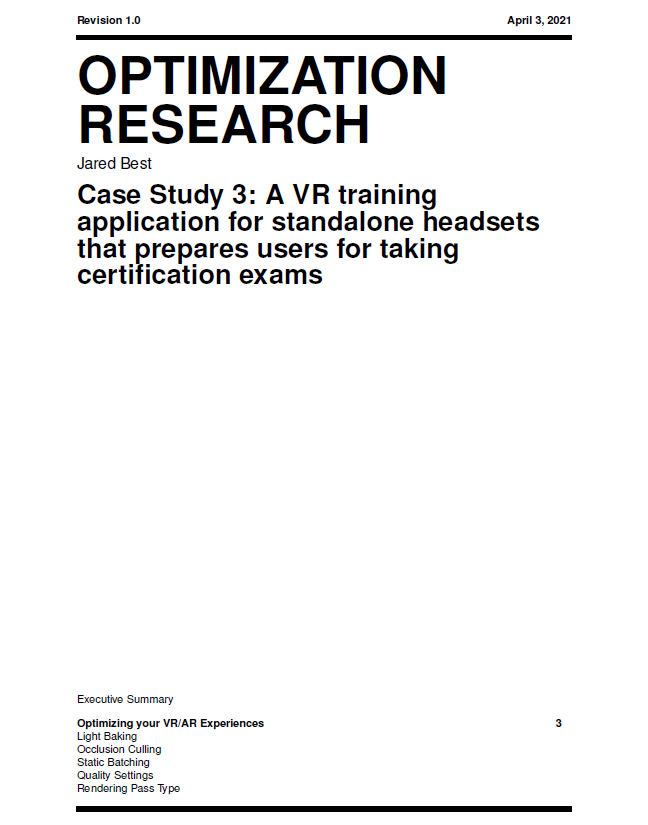 Revision 1.0 April 3, 2021
OPTIMIZATION
RESEARCH
Jared Best
Case Study 3: A VR training
application for standalone headsets
that prepares users for taking
certification exams
Executive Summary
Optimizing your VR/AR Experiences 3
Light Baking
Occlusion Culling
Static Batching
Quality Settings
Rendering Pass Type